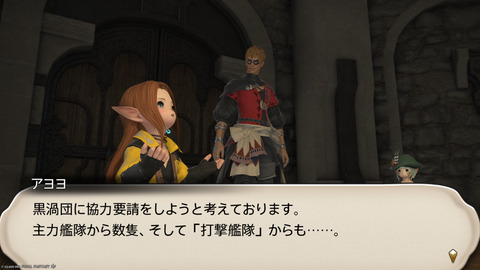 アヨヨ
黒渦団に協力要請をしようと考えております。
主力艦隊から数隻、そして「打撃艦隊」からも……。